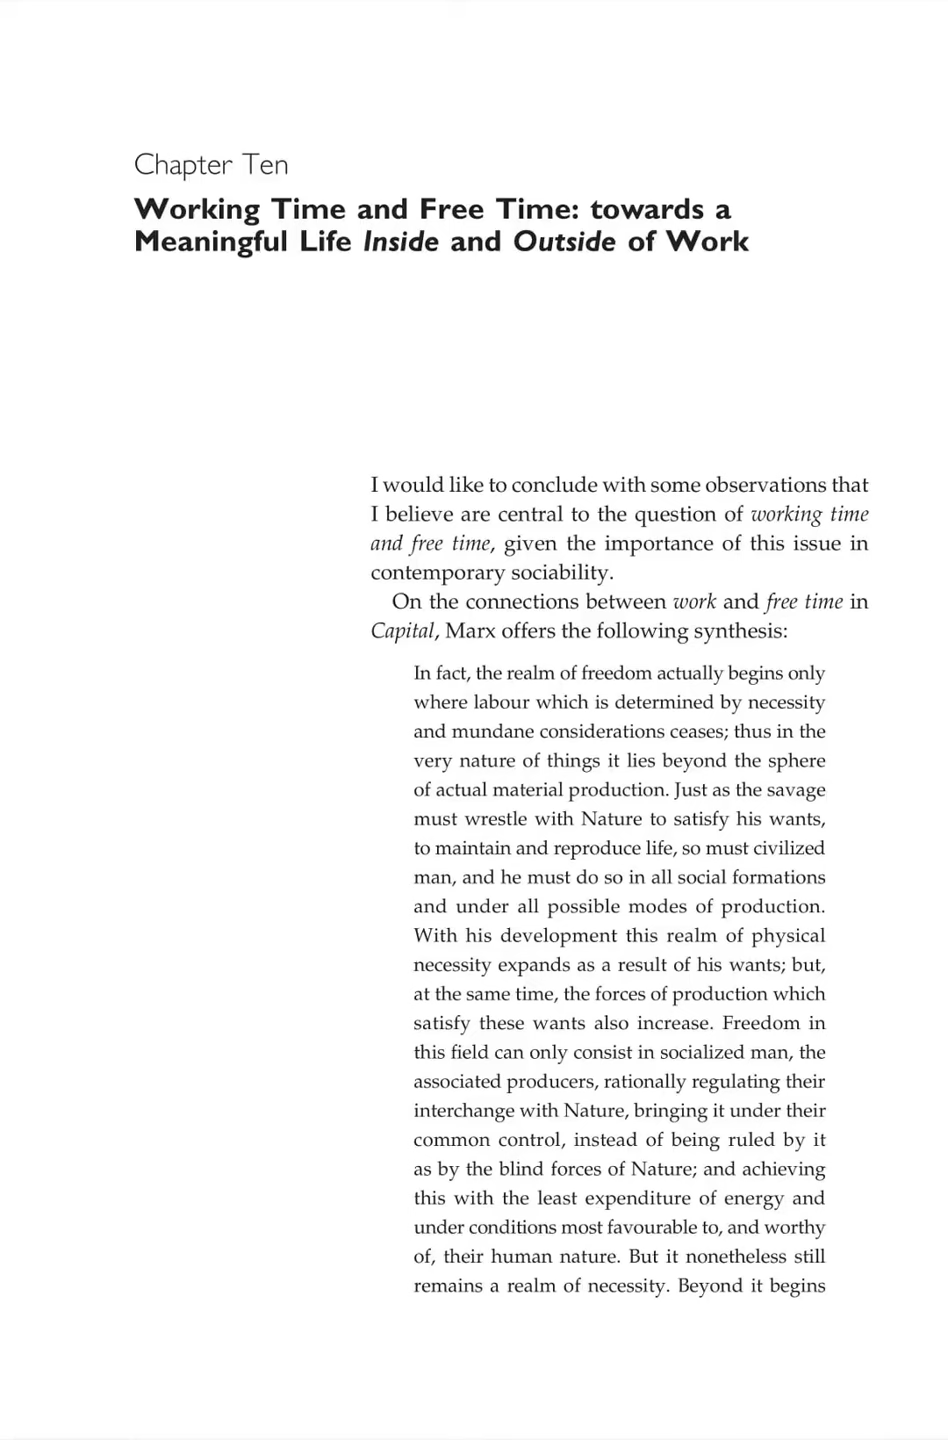 Chapter Ten
Working Time and Free Time: towards a
Meaningful Life Inside and Outside of Work
I would like to conclude with some observations that
I believe are central to the question of working time
and free time, given the importance of this issue in
contemporary sociability.
On the connections between work and free time in
Capital, Marx offers the following synthesis:
In fact, the realm of freedom actually begins only
where labour which is determined by necessity
and mundane considerations ceases; thus in the
very nature of things it lies beyond the sphere
of actual material production. Just as the savage
must wrestle with Nature to satisfy his wants,
to maintain and reproduce life, so must civilized
man, and he must do so in all social formations
and under all possible modes of production.
With his development this realm of physical
necessity expands as a result of his wants; but,
at the same time, the forces of production which
satisfy these wants also increase. Freedom in
this field can only consist in socialized man, the
associated producers, rationally regulating their
interchange with Nature, bringing it under their
common control, instead of being ruled by it
as by the blind forces of Nature; and achieving
this with the least expenditure of energy and
under conditions most favourable to, and worthy
of, their human nature. But it nonetheless still
remains a realm of necessity. Beyond it begins